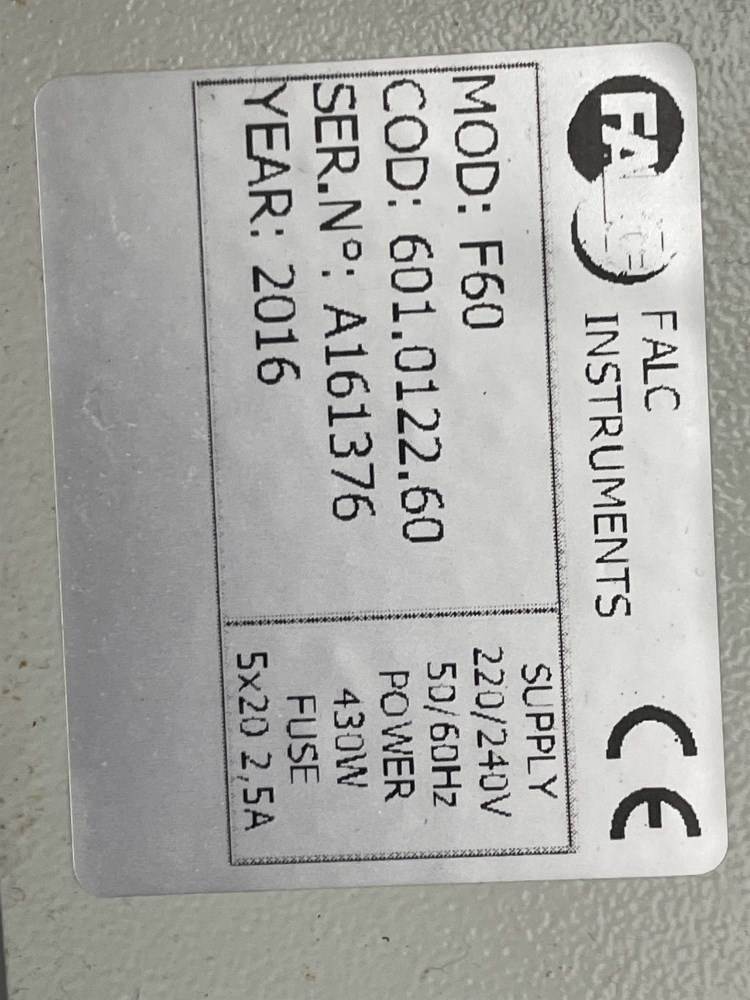 FALC
FALC
INSTRUMENTS
CE
MOD: F60
COD: 601.0122.60
SER.N°: A161376
YEAR: 2016
SUPPLY
220/240V
50/60Hz
POWER
430W
FUSE
5x20 2,5A